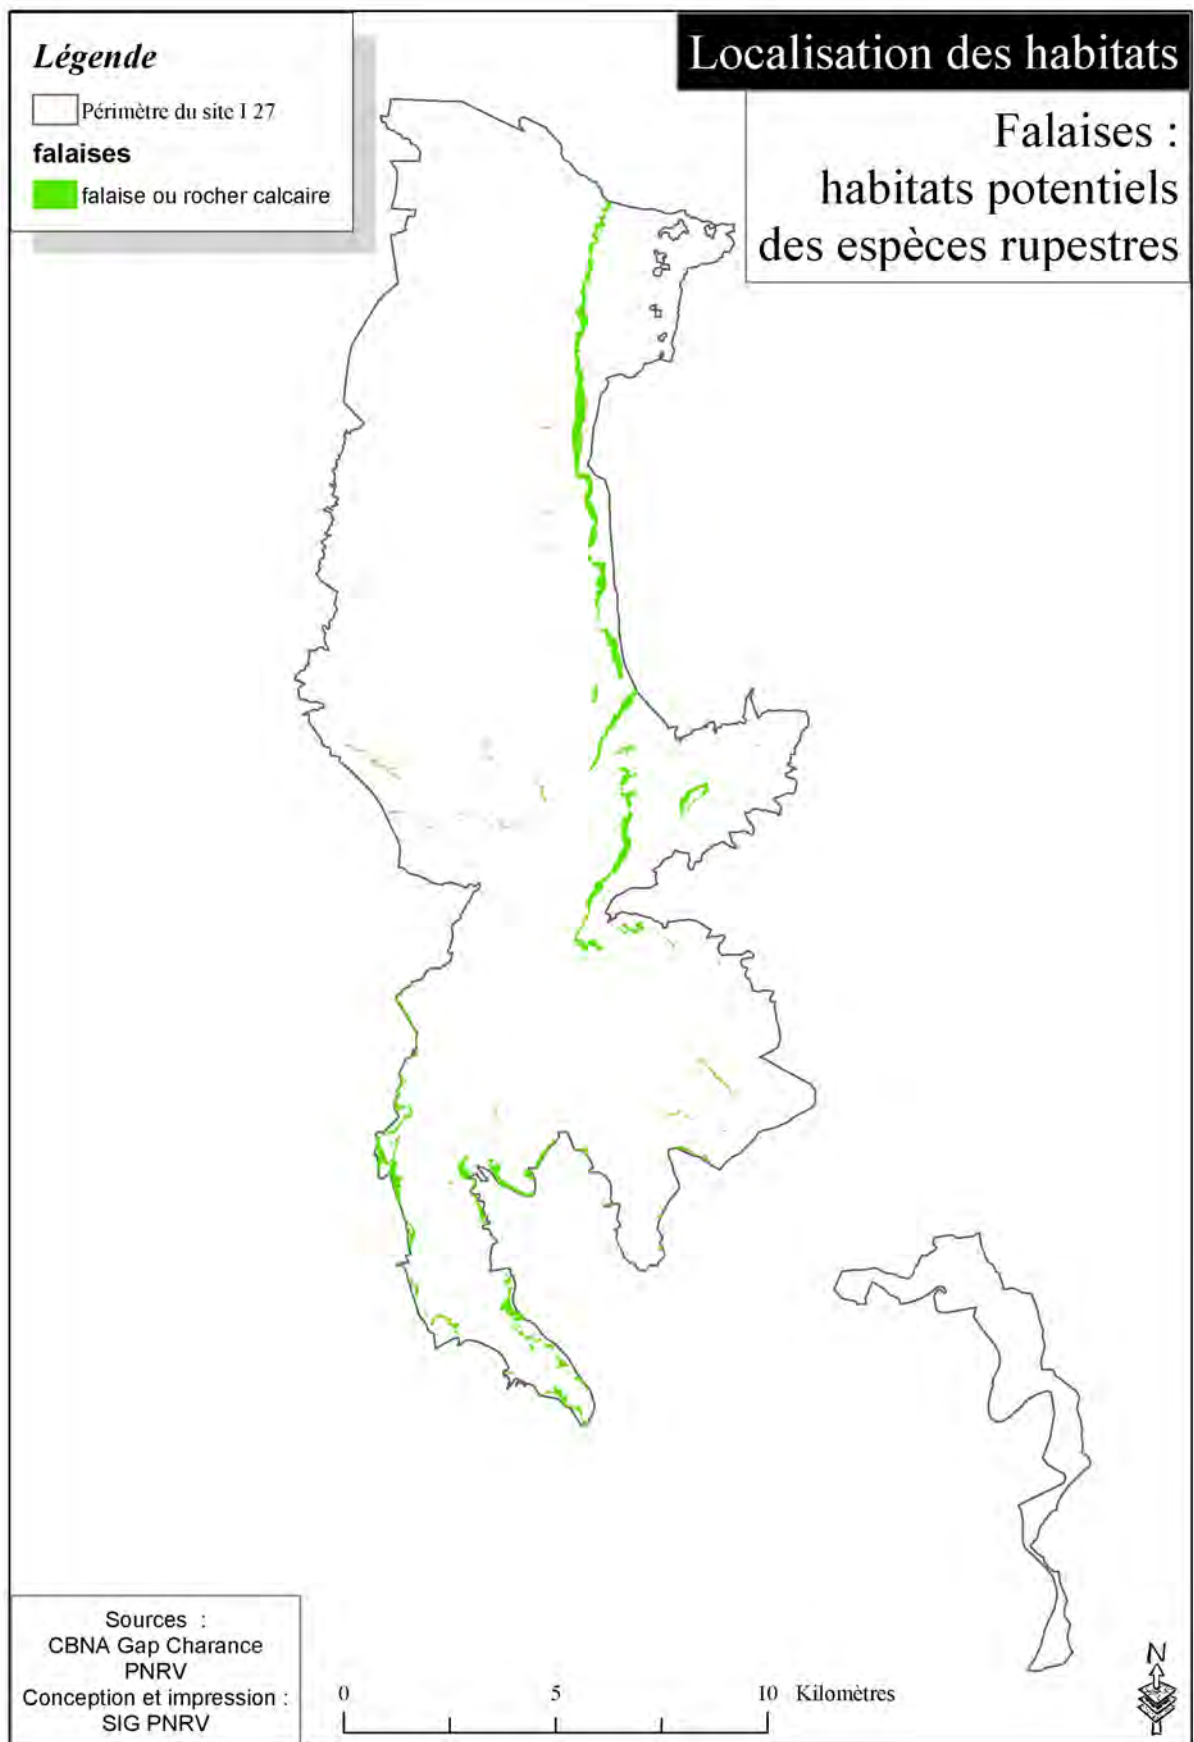 Légende
Périmètre du site I 27
falaises
falaise ou rocher calcaire
Localisation des habitats
Falaises :
habitats potentiels
des espèces rupestres
Sources :
CBNA Gap Charance
PNRV
Conception et impression :
SIG PNRV
0 5 10 Kilomètres
N